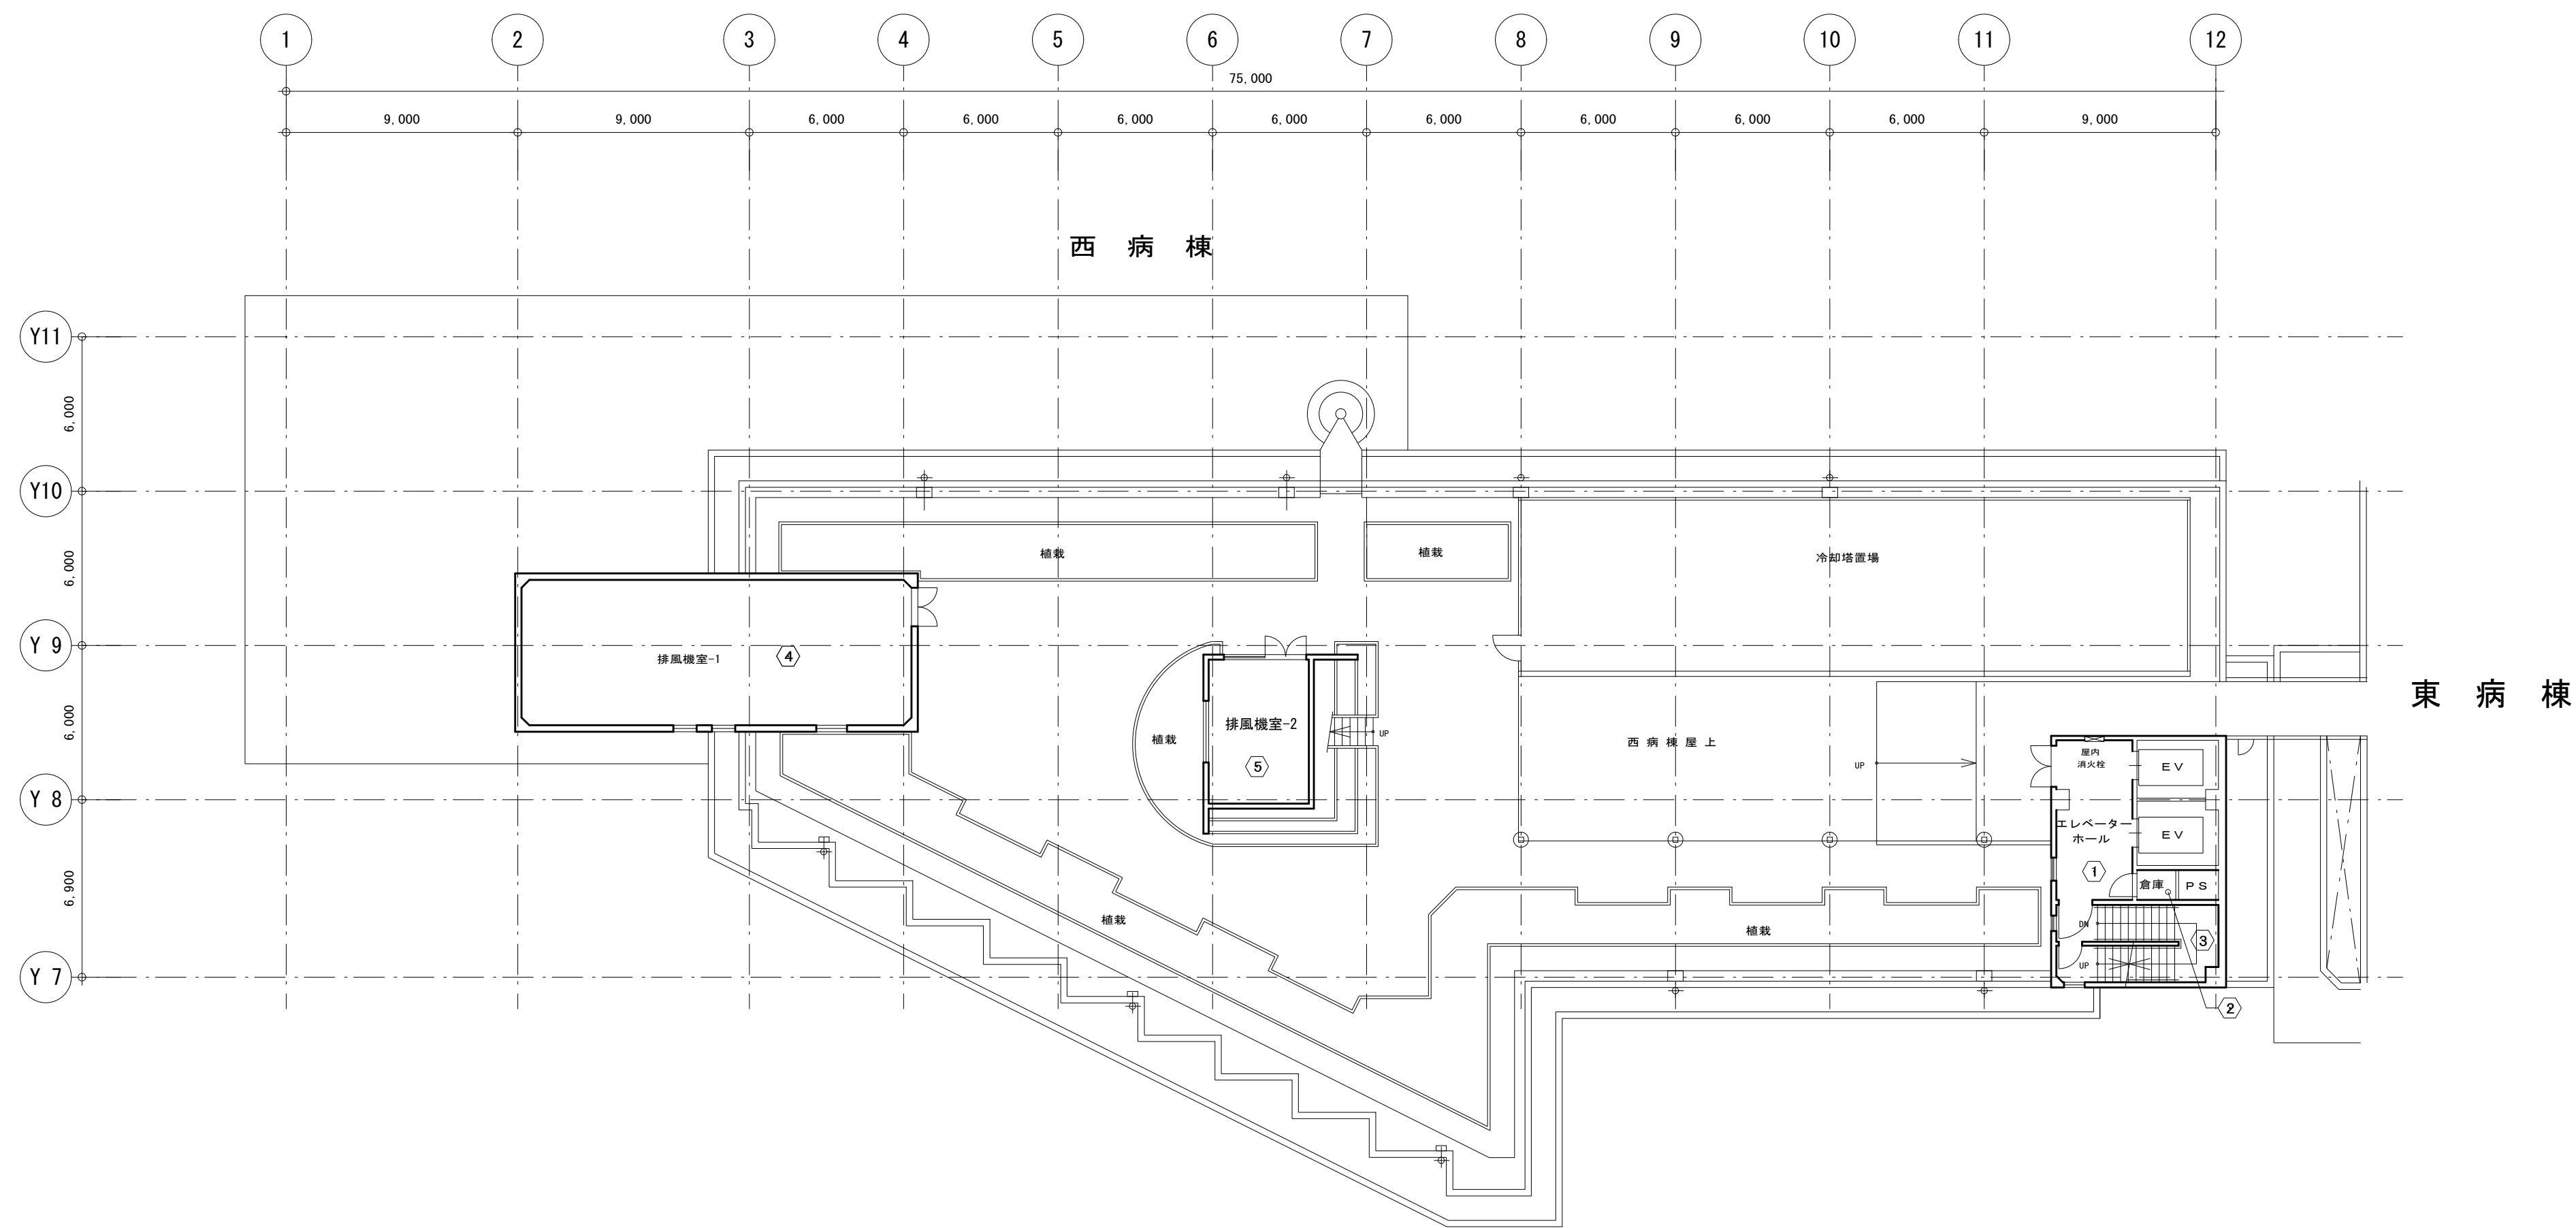 1 2 3 4 5 6 7 8 9 10 11 12
75,000
9,000 9,000 6,000 6,000 6,000 6,000 6,000 6,000 6,000 6,000 9,000
西 病 棟
Y11
6,000
Y10
6,000
植栽 植栽 冷却塔置場
Y 9
排風機室-1 4
東 病 棟
6,000
植栽 排風機室-2 UP 西 病 棟 屋 上
5
UP
屋内
消火栓
EV
Y 8
エレベーター
ホール
EV
1
6,900
倉庫 PS
植栽 植栽
DN
3
UP
Y 7
2